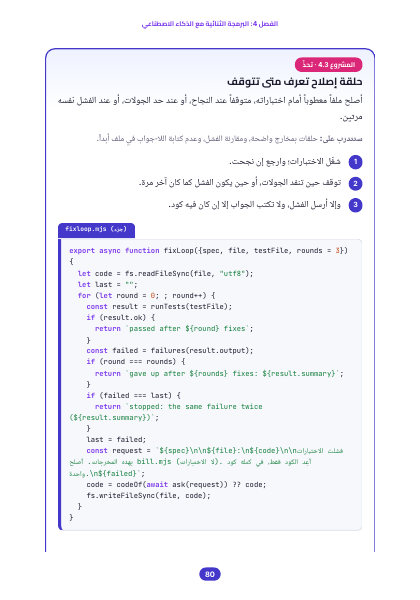 الفصل 4: البرمجة الثنائية مع الذكاء الاصطناعي
المشروع 4.3 · تحدٍّ
حلقة إصلاح تعرف متى تتوقف
أصلح ملفاً معطوباً أمام اختباراته، متوقفاً عند النجاح، أو عند حد الجولات، أو عند الفشل نفسه
مرتين.
ستتدرب على: حلقات بمخارج واضحة، ومقارنة الفشل، وعدم كتابة اللا-جواب في ملف أبداً.
1 شغّل الاختبارات؛ وارجع إن نجحت.
2 توقف حين تنفد الجولات، أو حين يكون الفشل كما كان آخر مرة.
3 وإلا أرسل الفشل، ولا تكتب الجواب إلا إن كان فيه كود.
fixloop.mjs (جزء)
export async function fixLoop({spec, file, testFile, rounds = 3})
{
let code = fs.readFileSync(file, "utf8");
let last = "";
for (let round = 0; ; round++) {
const result = runTests(testFile);
if (result.ok) {
return `passed after ${round} fixes`;
}
const failed = failures(result.output);
if (round === rounds) {
return `gave up after ${rounds} fixes: ${result.summary}`;
}
if (failed === last) {
return `stopped: the same failure twice
(${result.summary})`;
}
last = failed;
const request = `${spec}\n\n${file}:\n${code}\n\nفشلت الاختبارات
بهذه المخرجات. أصلح bill.mjs (لا الاختبارات). أعد الكود فقط، في كتلة كود
واحدة.\n${failed}`;
code = codeOf(await ask(request)) ?? code;
fs.writeFileSync(file, code);
}
}
80